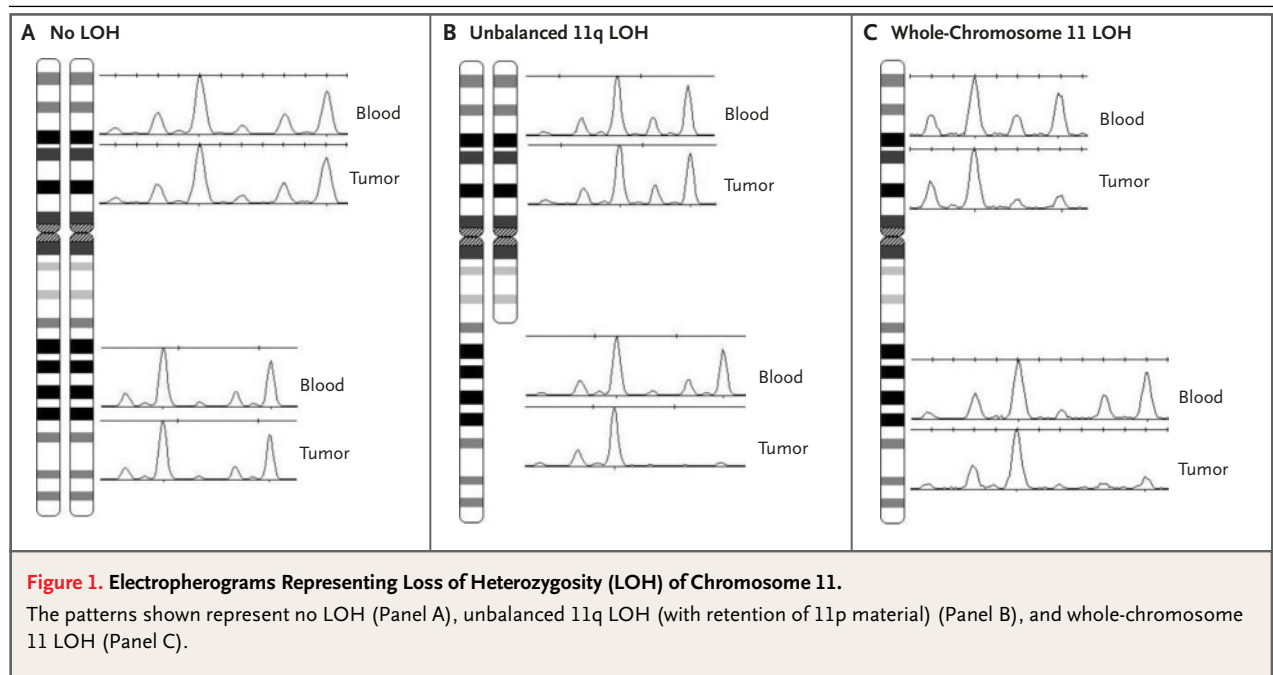 A No LOH
Blood
Tumor
Blood
Tumor
B Unbalanced 11q LOH
Blood
Tumor
Blood
Tumor
C Whole-Chromosome 11 LOH
Blood
Tumor
Blood
Tumor
Figure 1. Electropherograms Representing Loss of Heterozygosity (LOH) of Chromosome 11.
The patterns shown represent no LOH (Panel A), unbalanced 11q LOH (with retention of 11p material) (Panel B), and whole-chromosome
11 LOH (Panel C).